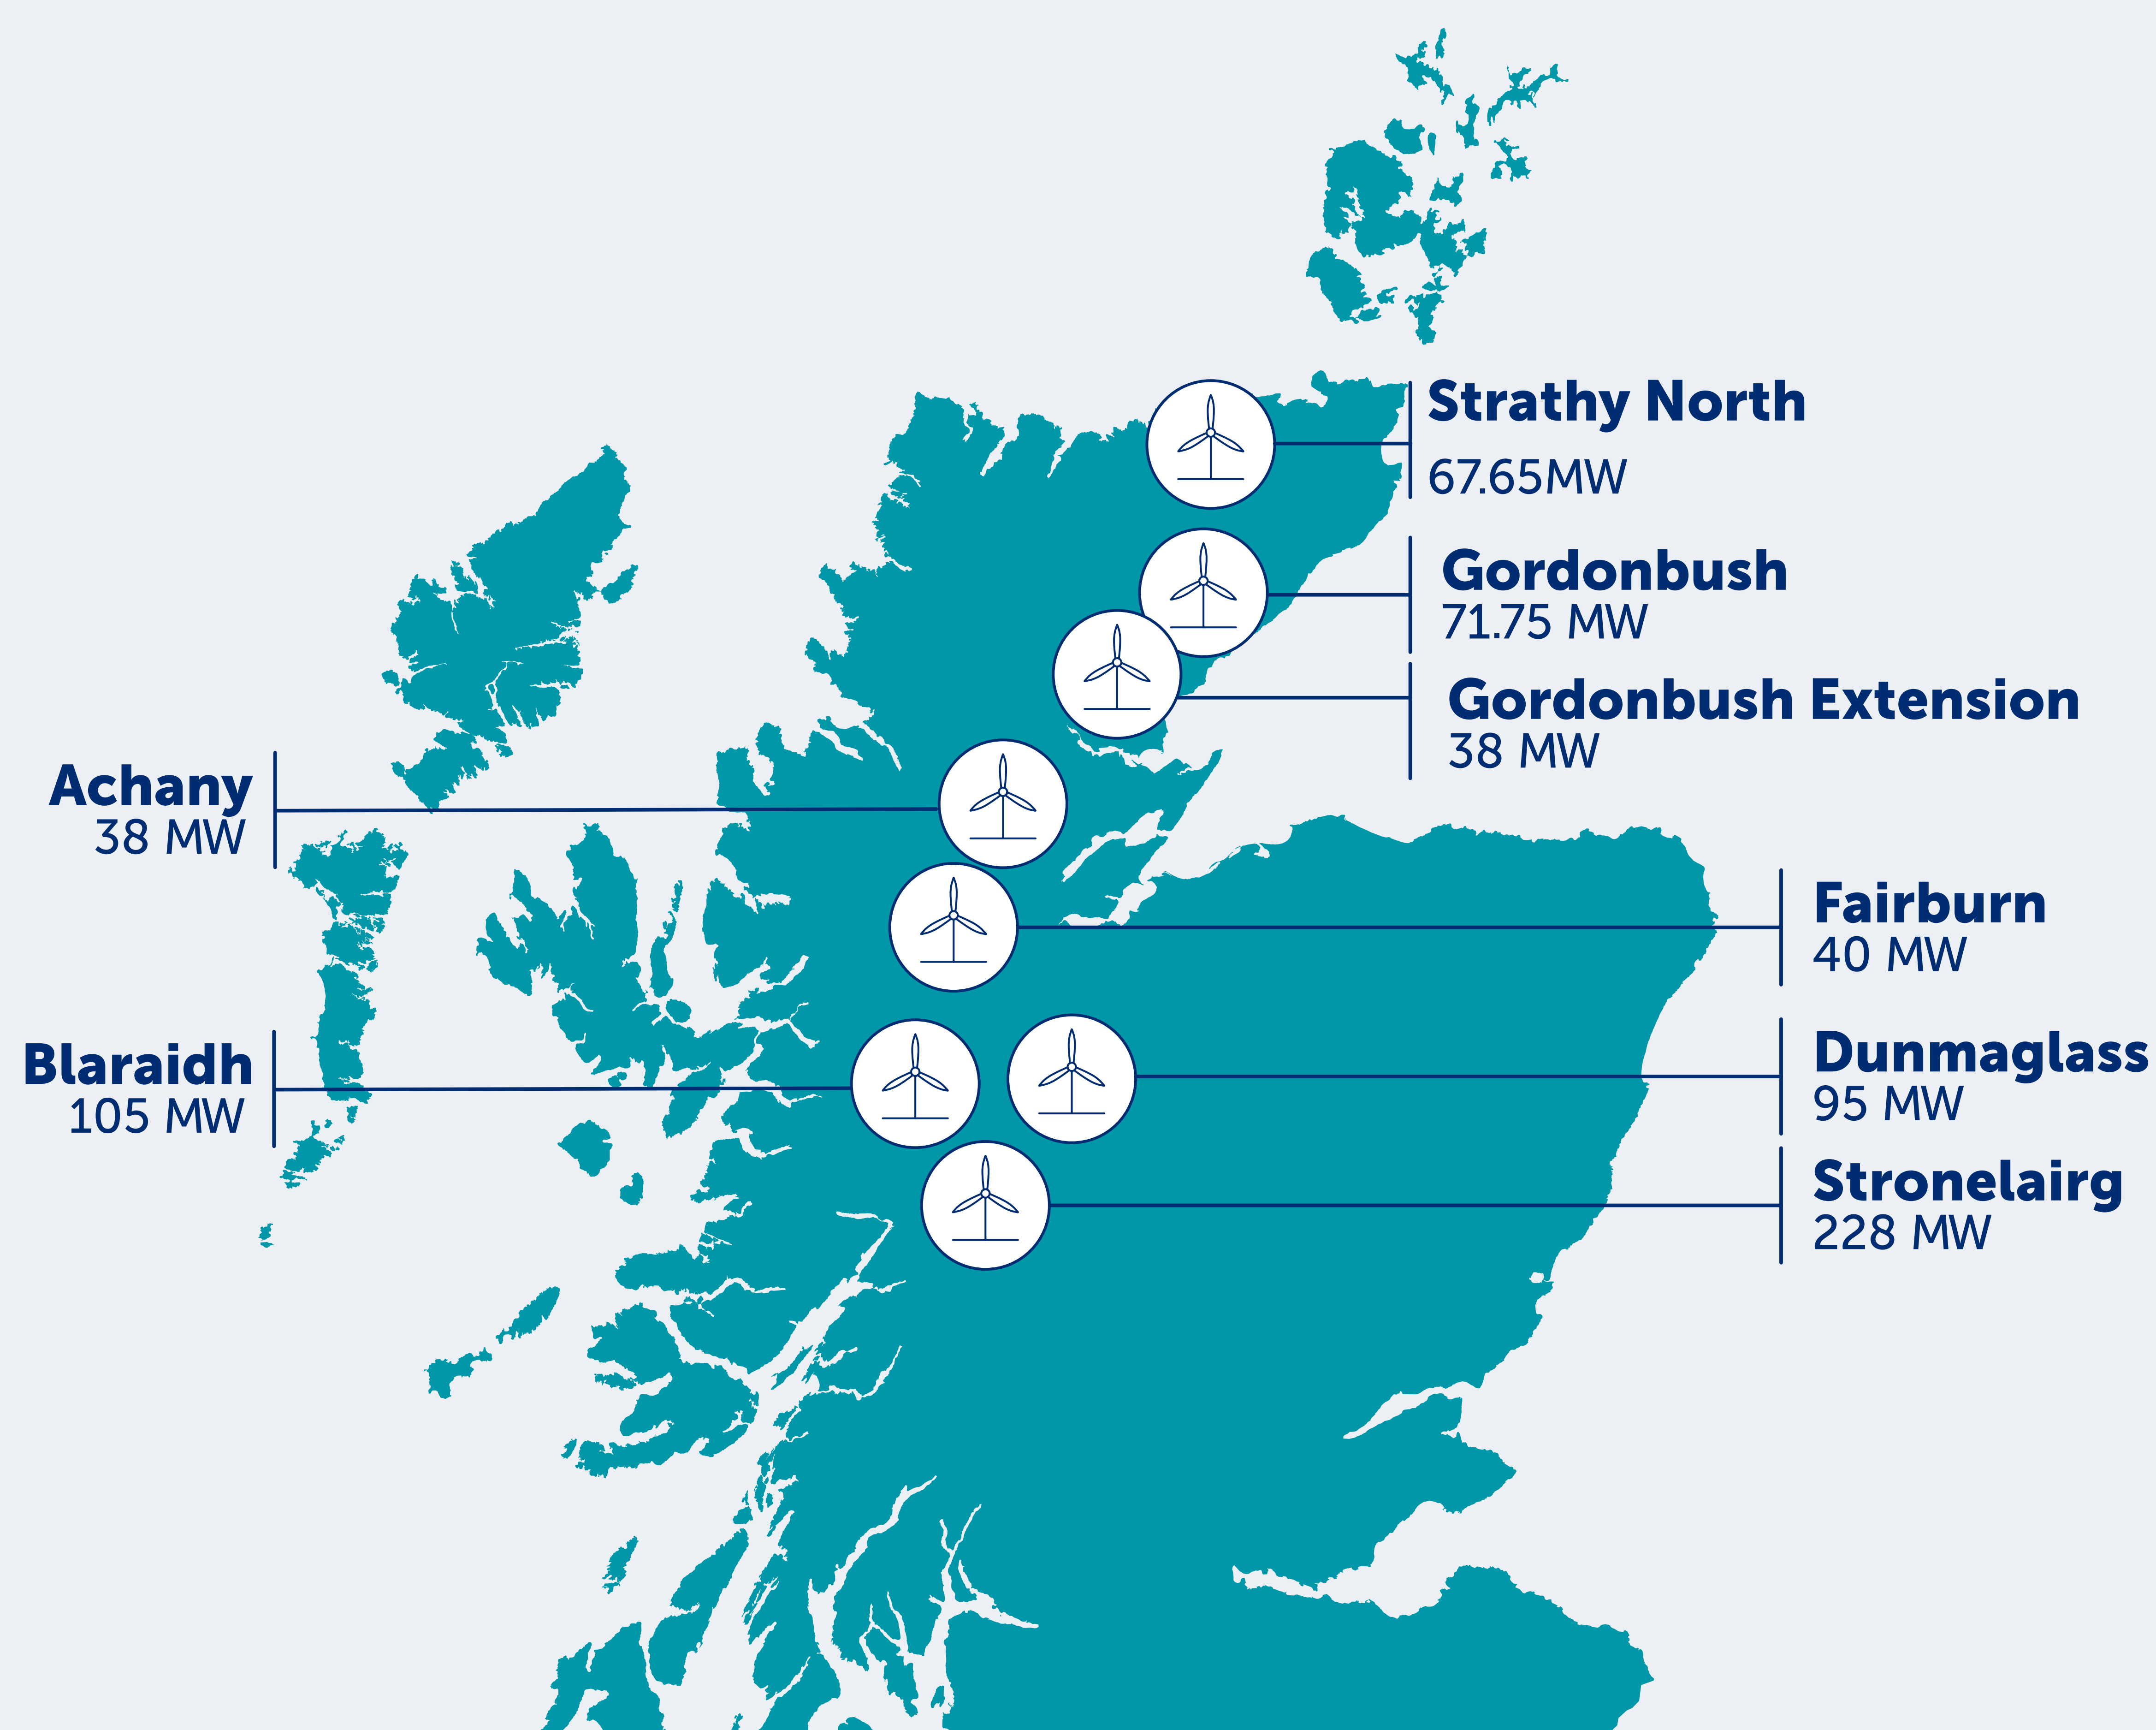 Strathy North
67.65MW
Gordonbush
71.75 MW
Gordonbush Extension
38 MW
Achany
38 MW
Fairburn
40 MW
Blaraidh
105 MW
Dunmaglass
95 MW
Stronelairg
228 MW